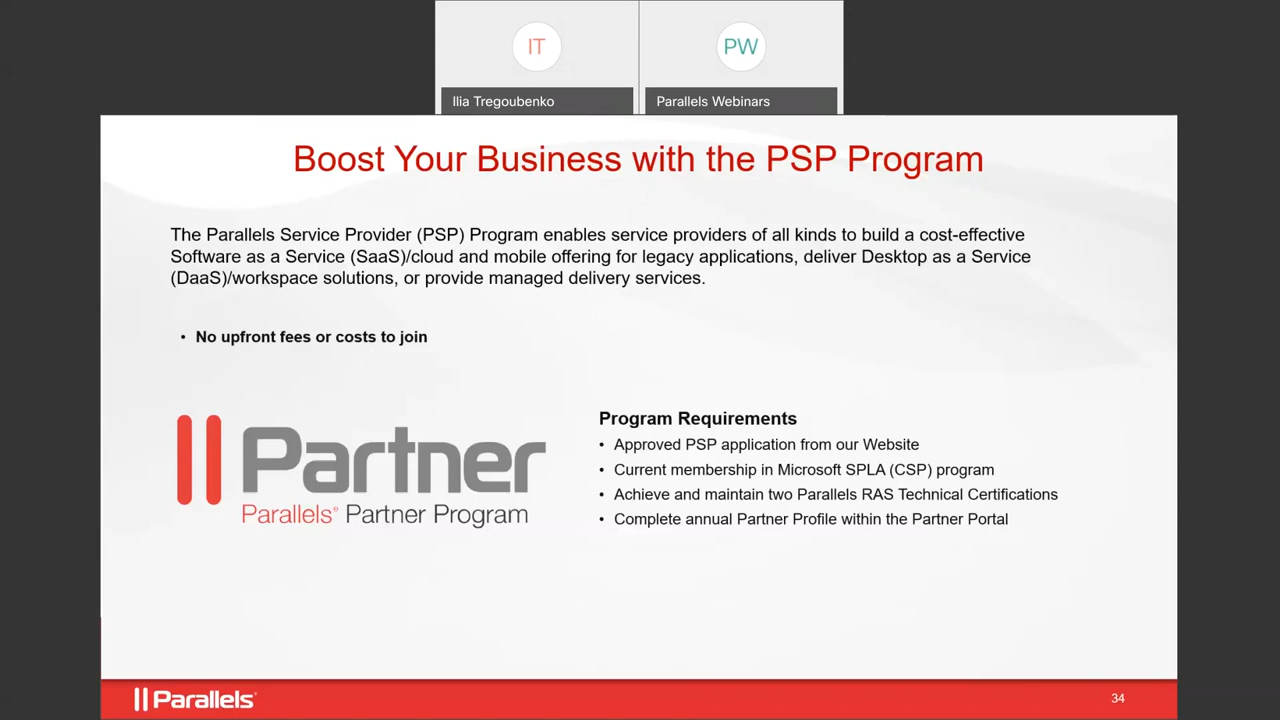 IT
PW
Ilia Tregoubenko
Parallels Webinars
Boost Your Business with the PSP Program
The Parallels Service Provider (PSP) Program enables service providers of all kinds to build a cost-effective
Software as a Service (SaaS)/cloud and mobile offering for legacy applications, deliver Desktop as a Service
(DaaS)/workspace solutions, or provide managed delivery services.
• No upfront fees or costs to join
Partner
Parallels® Partner Program
Program Requirements
• Approved PSP application from our Website
• Current membership in Microsoft SPLA (CSP) program
• Achieve and maintain two Parallels RAS Technical Certifications
• Complete annual Partner Profile within the Partner Portal
Parallels®
34